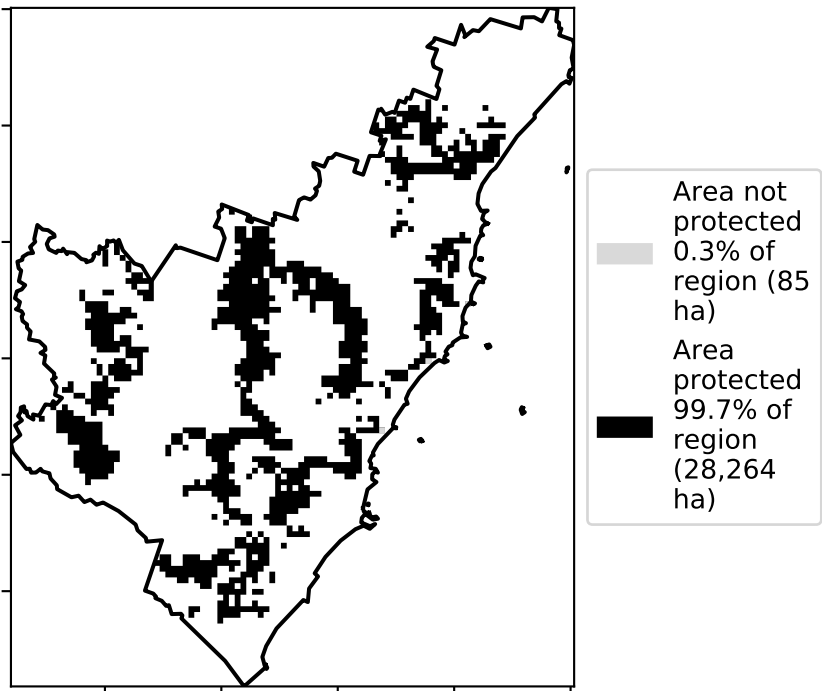 Area not
protected
0.3% of
region (85
ha)
Area
protected
99.7% of
region
(28,264
ha)